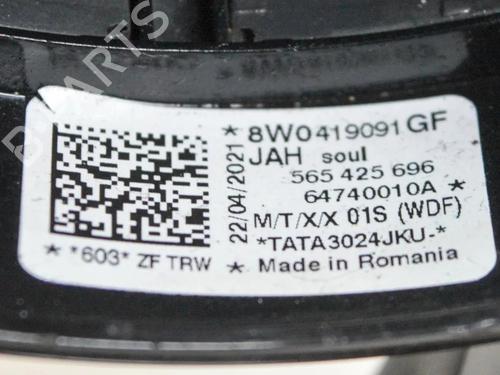 *8W0419091GF
JAH soul
565 425 696
64740010A *
M/T/X/X 01S (WDF)
*TATA3024JKU-*
* Made in Romania
22/04/2021
* *603* ZF TRW
B-PARTS